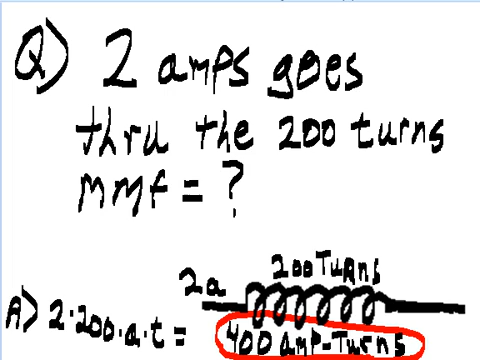 Q) 2 amps goes
thru the 200 turns
mmf = ?
200 Turns
2a
A) 2·200·a·t =
400 amp-Turns